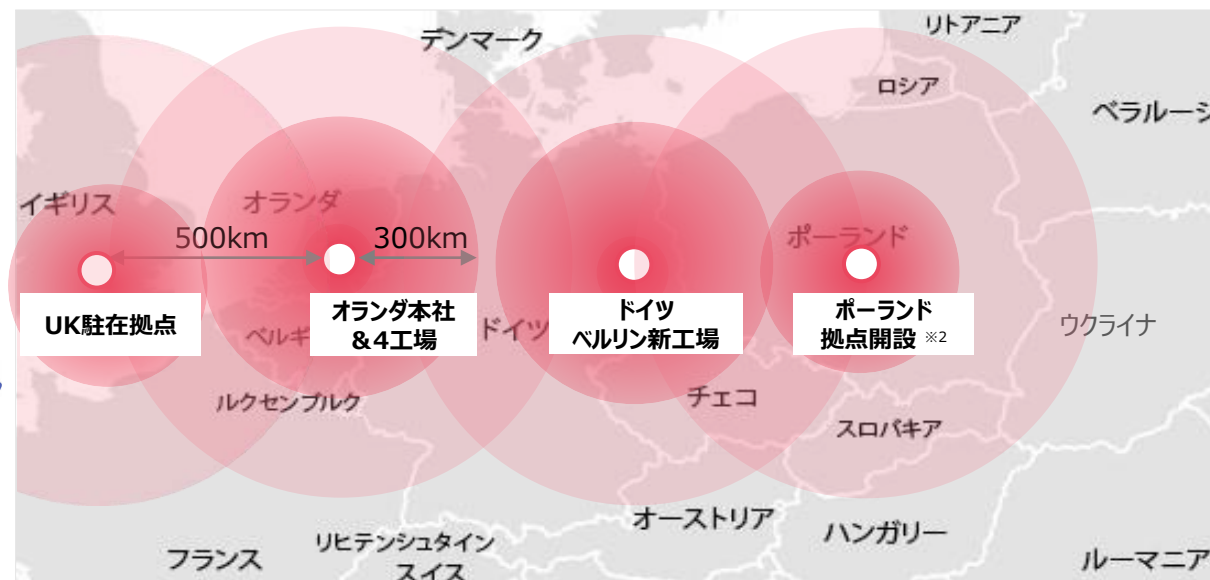 デンマーク
リトアニア
ロシア
ベラルーシ
イギリス
オランダ
ポーランド
500km
300km
UK駐在拠点
オランダ本社
&4工場
ドイツ
ベルリン新工場
ポーランド
拠点開設 ※2
ベルギ
ドイツ
ウクライナ
ルクセンブルク
チェコ
スロバキア
オーストリア
ハンガリー
フランス
リヒテンシュタイン
スイス
ルーマニア